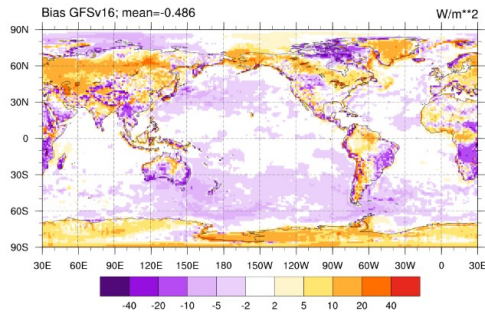 Bias GFSv16; mean=-0.486 W/m**2
90N
60N
30N
0
30S
60S
90S
30E 60E 90E 120E 150E 180 150W 120W 90W 60W 30W 0 30E
-40 -20 -10 -5 -2 2 5 10 20 40